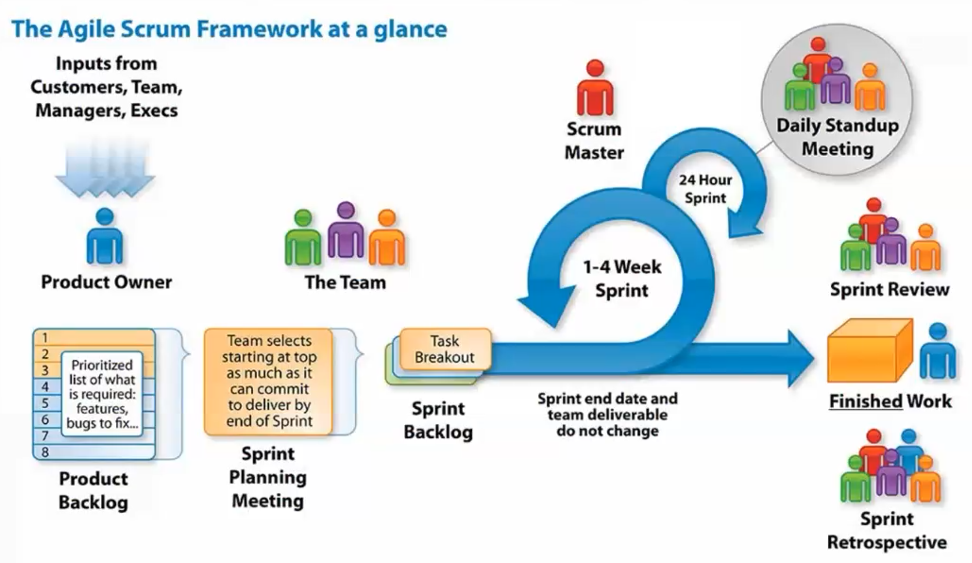 The Agile Scrum Framework at a glance
Inputs from
Customers, Team,
Managers, Execs
Product Owner
The Team
Scrum
Master
Daily Standup
Meeting
24 Hour
Sprint
1-4 Week
Sprint
Sprint Review
1
2
3
4
5
6
7
8
Prioritized
list of what
is required:
features,
bugs to fix...
Product
Backlog
Team selects
starting at top
as much as it
can commit
to deliver by
end of Sprint
Sprint
Planning
Meeting
Task
Breakout
Sprint
Backlog
Sprint end date and
team deliverable
do not change
Finished Work
Sprint
Retrospective